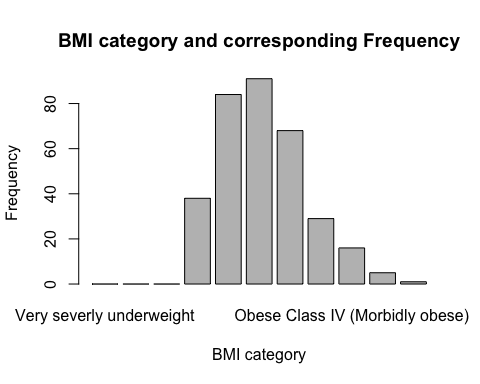 BMI category and corresponding Frequency
Frequency
80
60
40
20
0
Very severly underweight
Obese Class IV (Morbidly obese)
BMI category